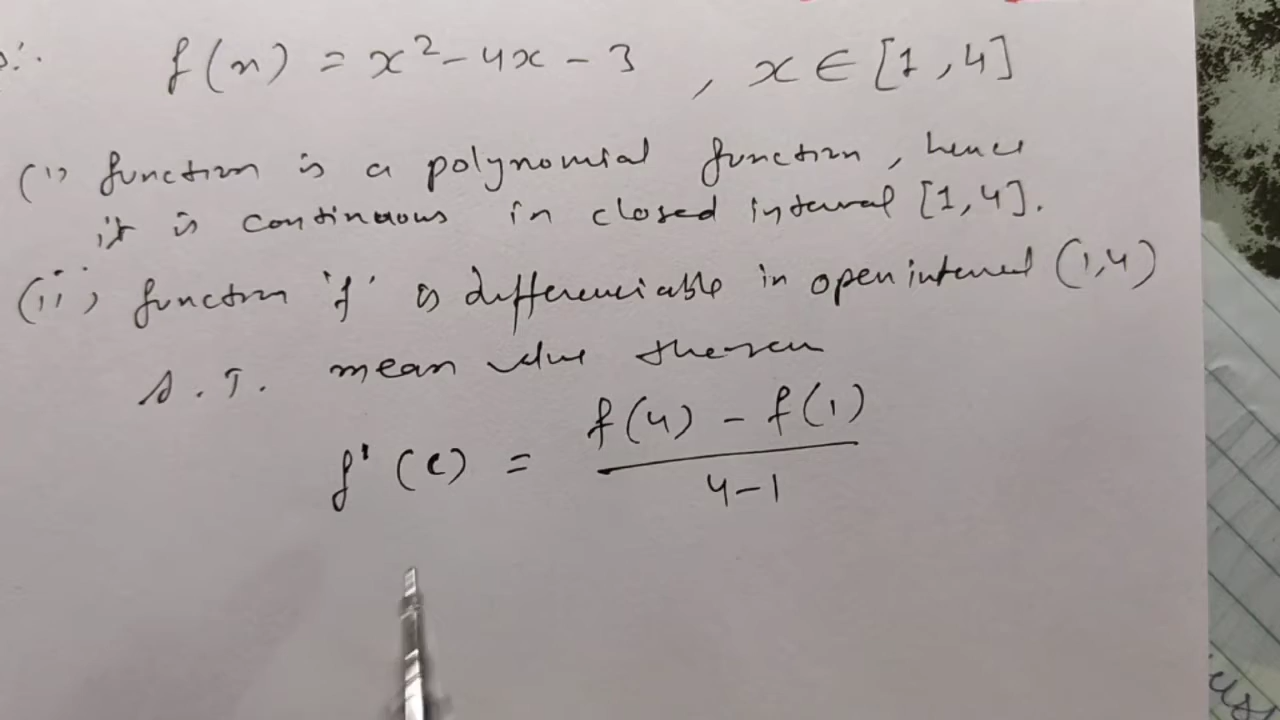 f(n) = x² - 4x - 3 , x ∈ [1, 4]
(i) function is a polynomial function, hence
it is continuous in closed interval [1, 4].
(ii) function 'f' is differenciable in open interval (1, 4)
S.T. mean value theorem
f'(c) = f(4) - f(1)
4-1